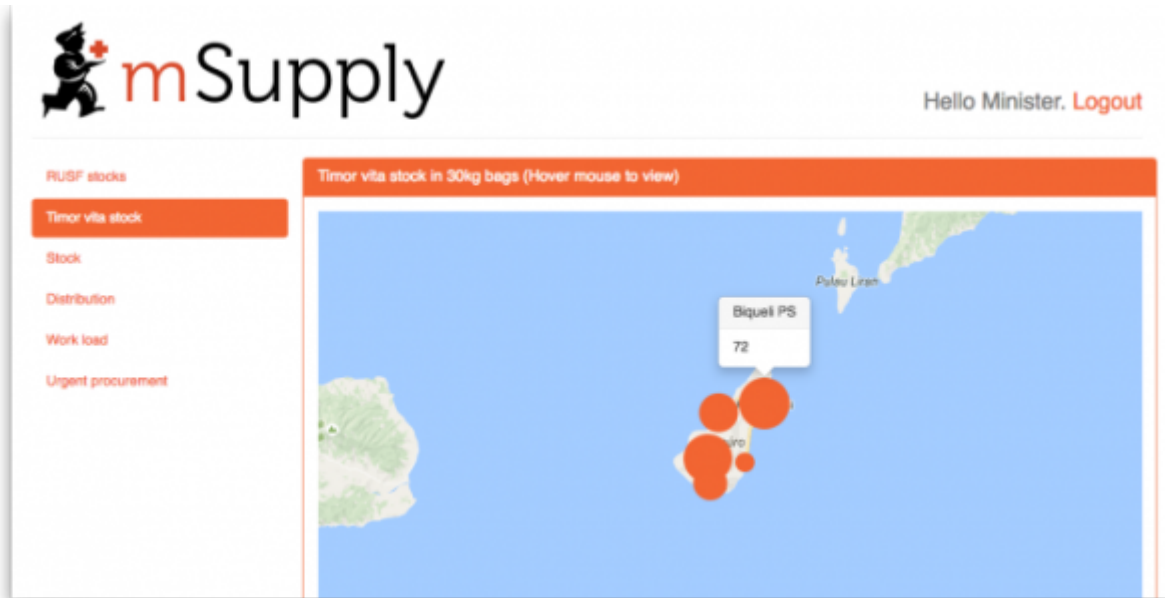 mSupply
Hello Minister. Logout
RUSF stocks
Timor vita stock
Stock
Distribution
Work load
Urgent procurement
Timor vita stock in 30kg bags (Hover mouse to view)
Pulau Liran
Biqueli PS
72